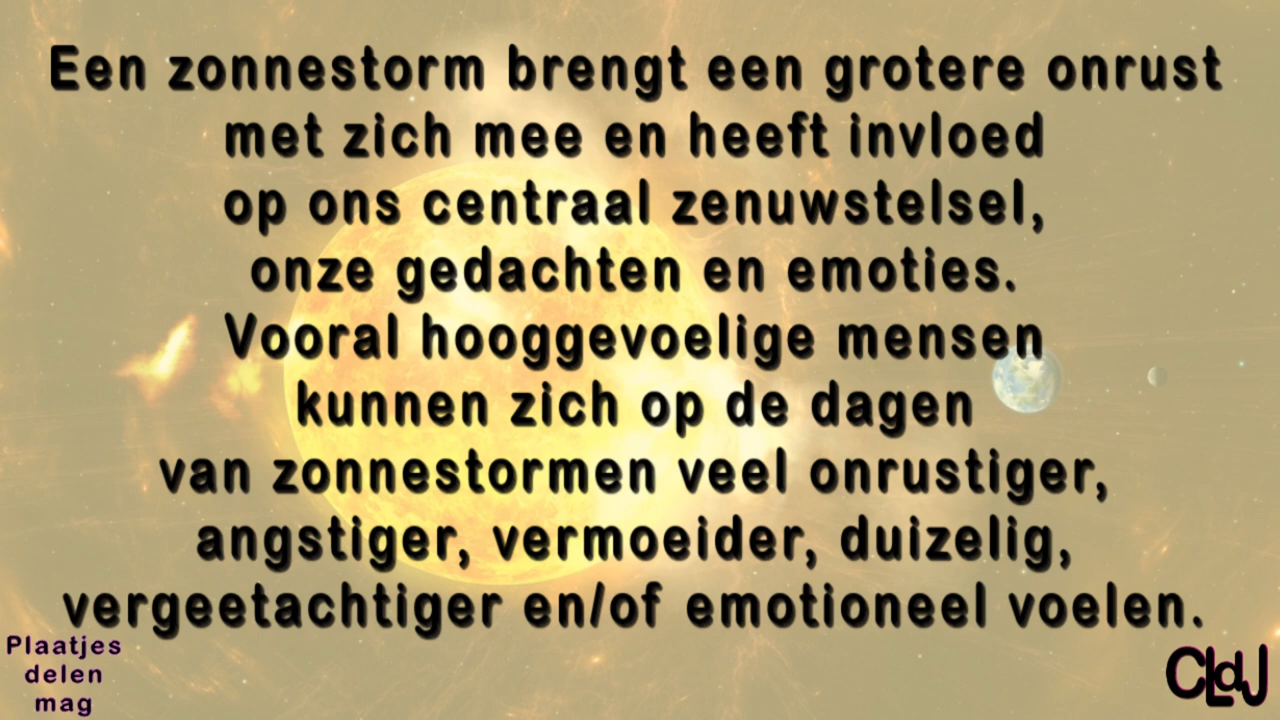 Een zonnestorm brengt een grotere onrust
met zich mee en heeft invloed
op ons centraal zenuwstelsel,
onze gedachten en emoties.
Vooral hooggevoelige mensen
kunnen zich op de dagen
van zonnestormen veel onrustiger,
angstiger, vermoeider, duizelig,
vergeetachtiger en/of emotioneel voelen.
Plaatjes
delen
mag
CLdJ